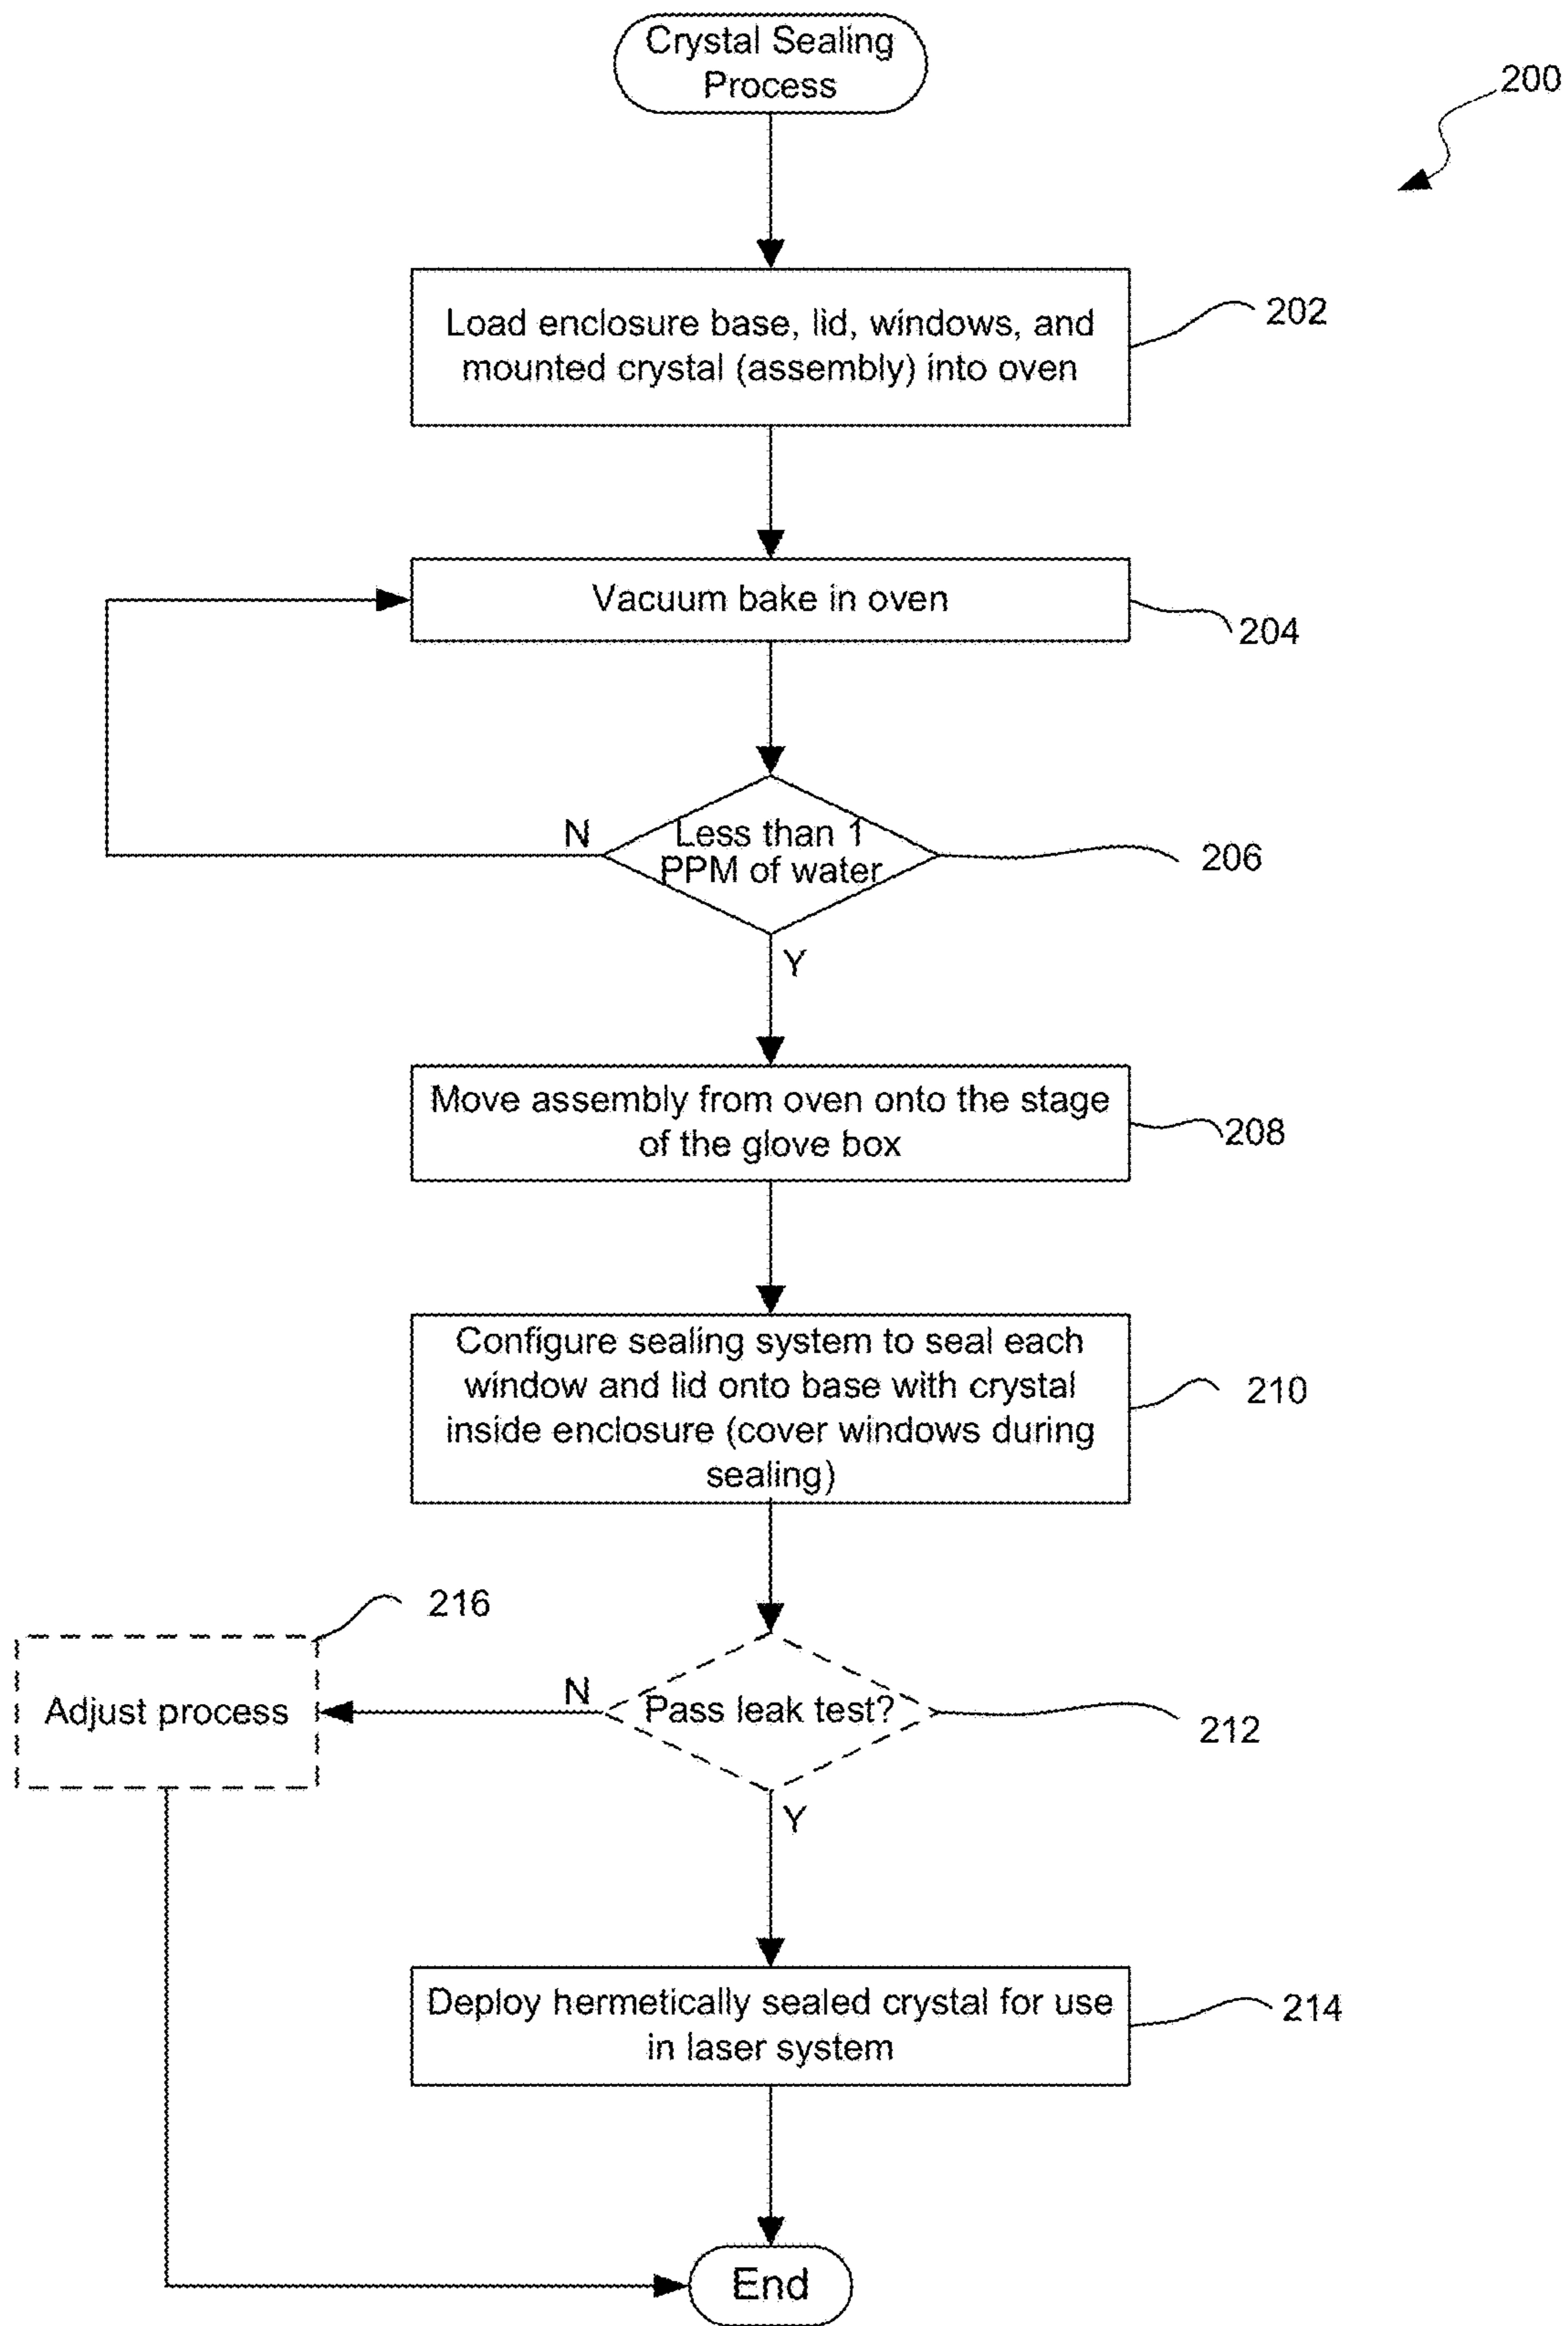 Crystal Sealing
Process
200
Load enclosure base, lid, windows, and
mounted crystal (assembly) into oven
202
Vacuum bake in oven
204
N
Less than 1
PPM of water
206
Y
Move assembly from oven onto the stage
of the glove box
208
Configure sealing system to seal each
window and lid onto base with crystal
inside enclosure (cover windows during
sealing)
210
216
Adjust process
N
Pass leak test?
212
Y
Deploy hermetically sealed crystal for use
in laser system
214
End